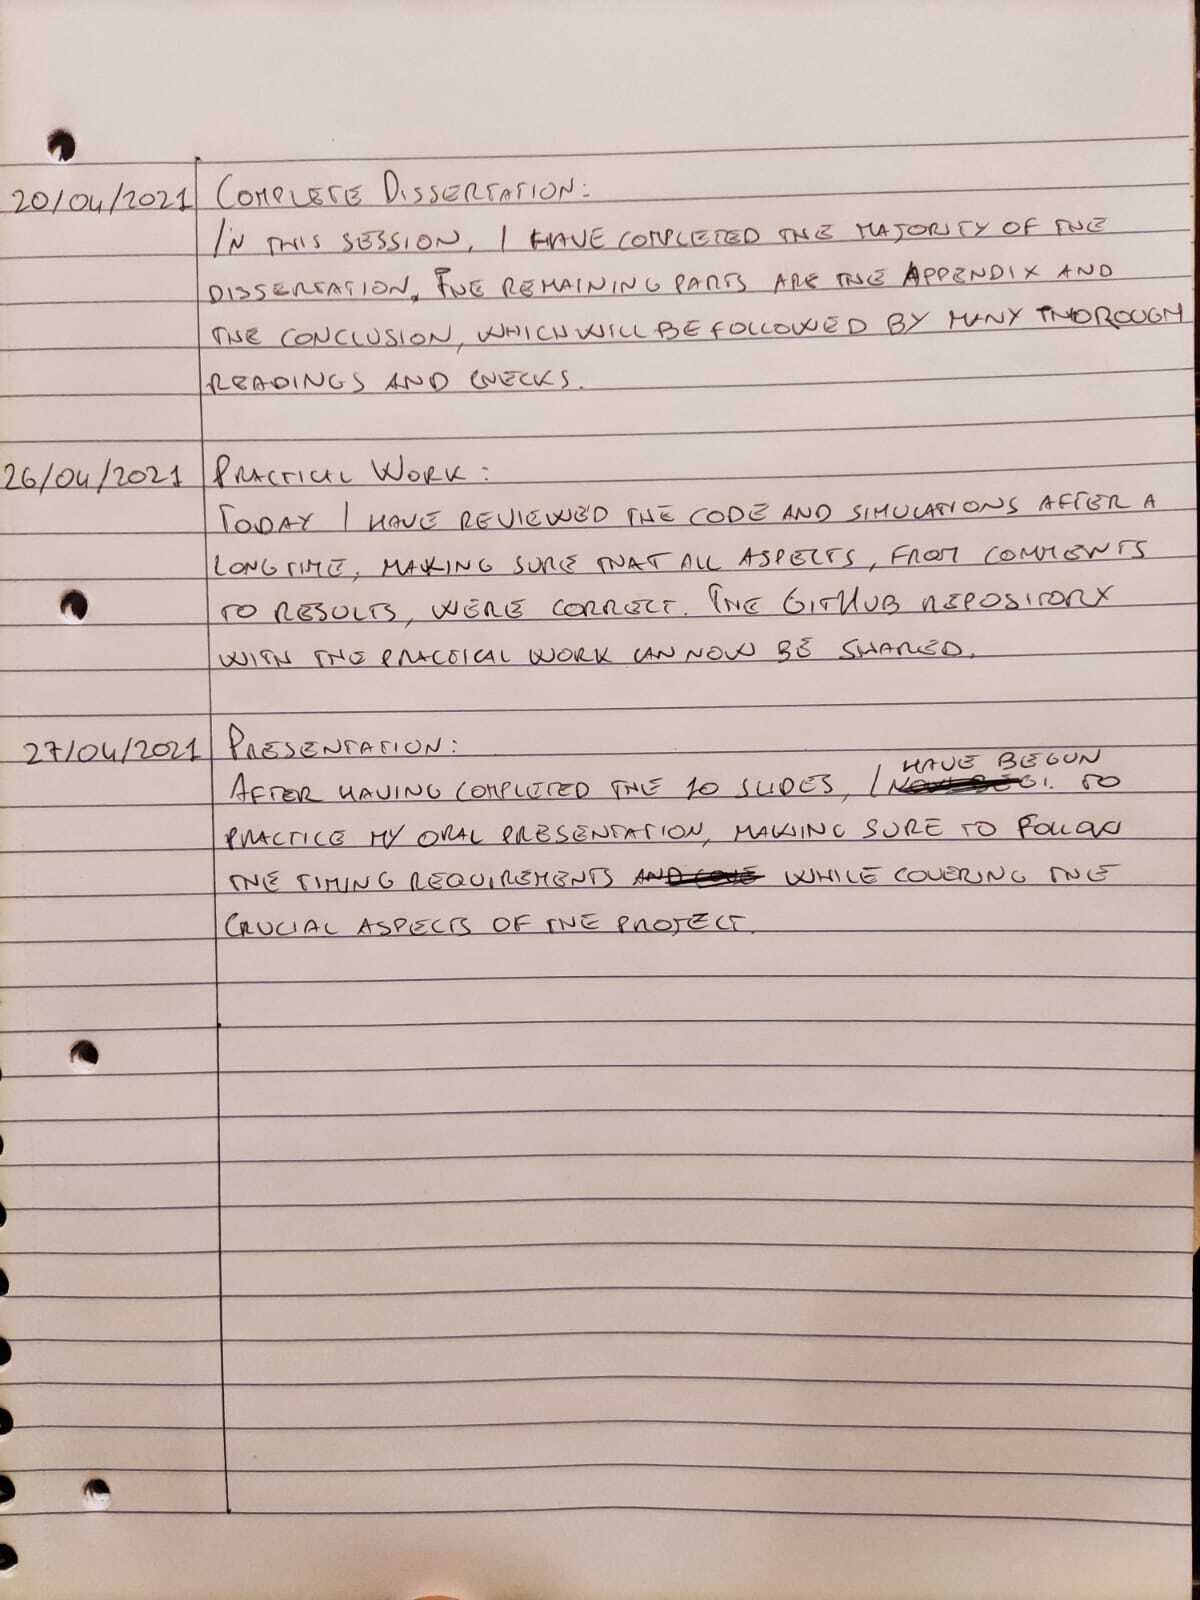 20/04/2021 COMPLETE DISSERTATION:
IN THIS SESSION, I HAVE COMPLETED THE MAJORITY OF THE
DISSERTATION. THE REMAINING PARTS ARE THE APPENDIX AND
THE CONCLUSION, WHICH WILL BE FOLLOWED BY MANY THOROUGH
READINGS AND CHECKS.
26/04/2021 PRACTICAL WORK:
TODAY I HAVE REVIEWED THE CODE AND SIMULATIONS AFTER A
LONG TIME, MAKING SURE THAT ALL ASPECTS, FROM COMMENTS
TO RESULTS, WERE CORRECT. THE GITHUB REPOSITORY
WITH THE PRACTICAL WORK CAN NOW BE SHARED.
27/04/2021 PRESENTATION:
HAVE BEGUN
AFTER HAVING COMPLETED THE 10 SLIDES, I TO
PRACTICE MY ORAL PRESENTATION, MAKING SURE TO FOLLOW
THE TIMING REQUIREMENTS WHILE COVERING THE
CRUCIAL ASPECTS OF THE PROJECT.